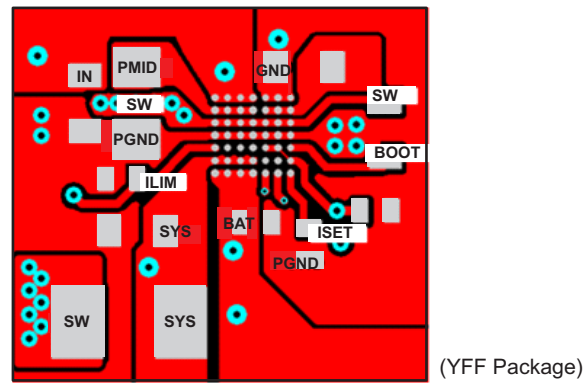 IN
PMID
GND
SW
SW
PGND
BOOT
ILIM
SYS
BAT
ISET
PGND
SW
SYS
(YFF Package)